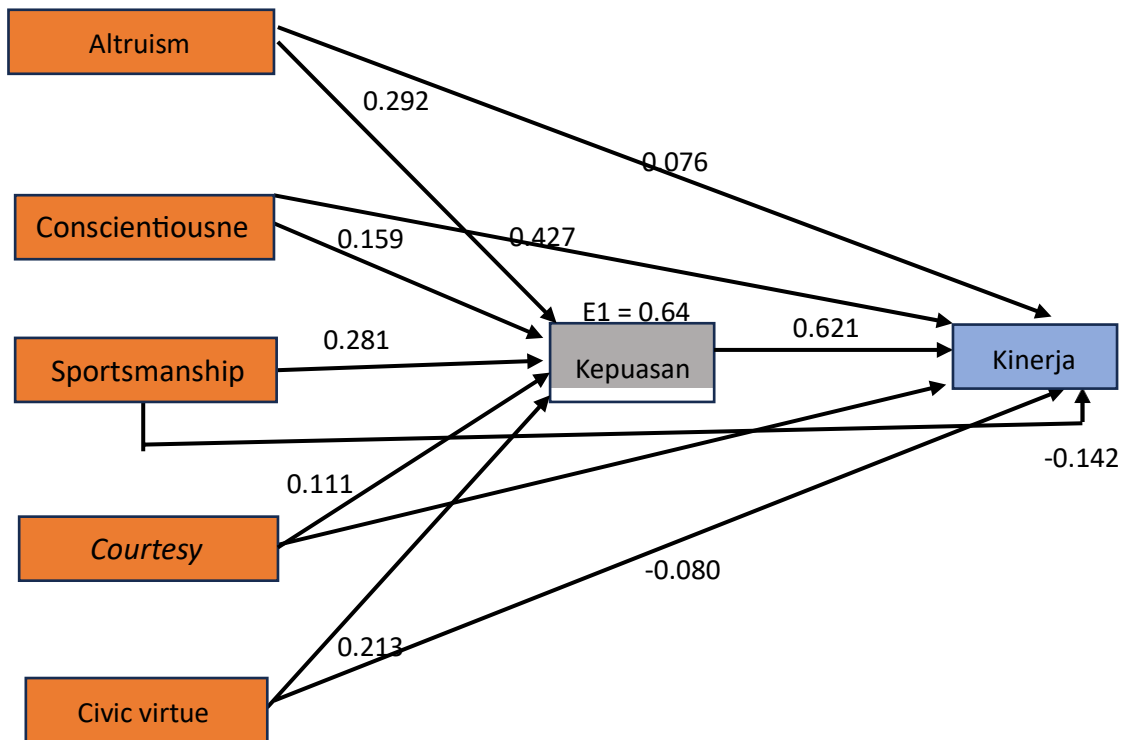 Altruism
0.292
0.076
Conscientiousne
0.159
0.427
E1 = 0.64
0.621
0.281
Sportsmanship
Kepuasan
Kinerja
-0.142
0.111
Courtesy
-0.080
0.213
Civic virtue